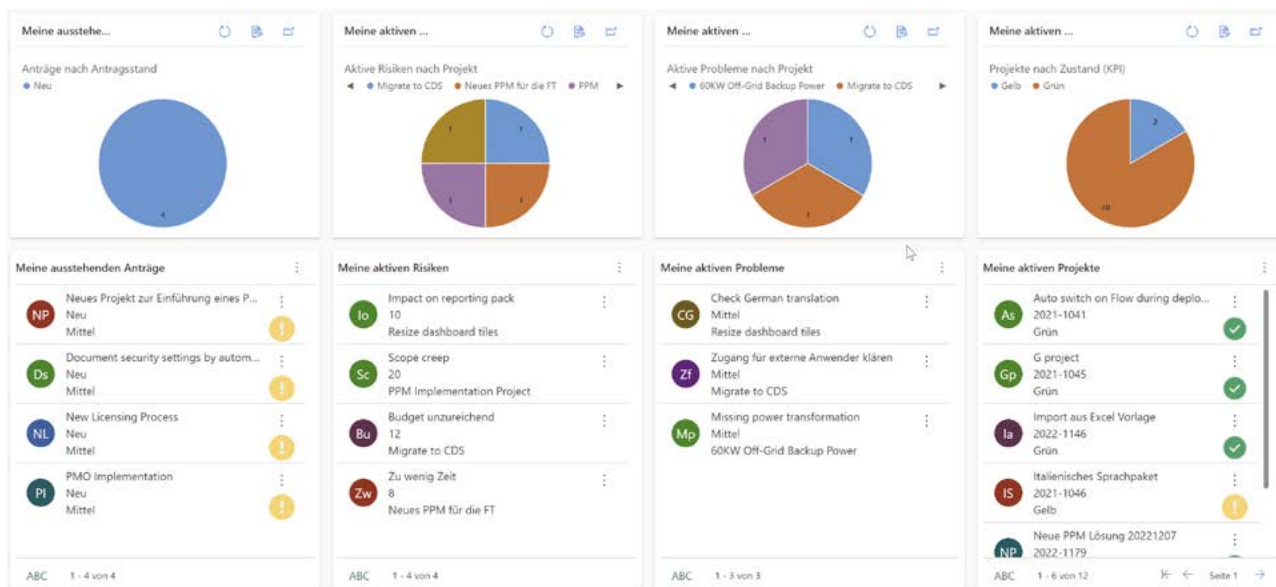 Meine ausstehe...
Anträge nach Antragsstand
Neu
4
Meine aktiven ...
Aktive Risiken nach Projekt
Migrate to CDS Neues PPM für die FT PPM
1 1
1 1
Meine aktiven ...
Aktive Probleme nach Projekt
60KW Off-Grid Backup Power Migrate to CDS
1 1
1
Meine aktiven ...
Projekte nach Zustand (KPI)
Gelb Grün
2
10
Meine ausstehenden Anträge
NP
Neues Projekt zur Einführung eines P...
Neu
Mittel
Ds
Document security settings by autom...
Neu
Mittel
NL
New Licensing Process
Neu
Mittel
PI
PMO Implementation
Neu
Mittel
ABC 1 - 4 von 4
Meine aktiven Risiken
Io
Impact on reporting pack
10
Resize dashboard tiles
Sc
Scope creep
20
PPM Implementation Project
Bu
Budget unzureichend
12
Migrate to CDS
Zw
Zu wenig Zeit
8
Neues PPM für die FT
ABC 1 - 4 von 4
Meine aktiven Probleme
CG
Check German translation
Mittel
Resize dashboard tiles
Zf
Zugang für externe Anwender klären
Mittel
Migrate to CDS
Mp
Missing power transformation
Mittel
60KW Off-Grid Backup Power
ABC 1 - 3 von 3
Meine aktiven Projekte
As
Auto switch on Flow during deplo...
2021-1041
Grün
Gp
G project
2021-1045
Grün
Ia
Import aus Excel Vorlage
2022-1146
Grün
IS
Italienisches Sprachpaket
2021-1046
Gelb
NP
Neue PPM Lösung 20221207
2022-1179
ABC 1 - 6 von 12 Seite 1